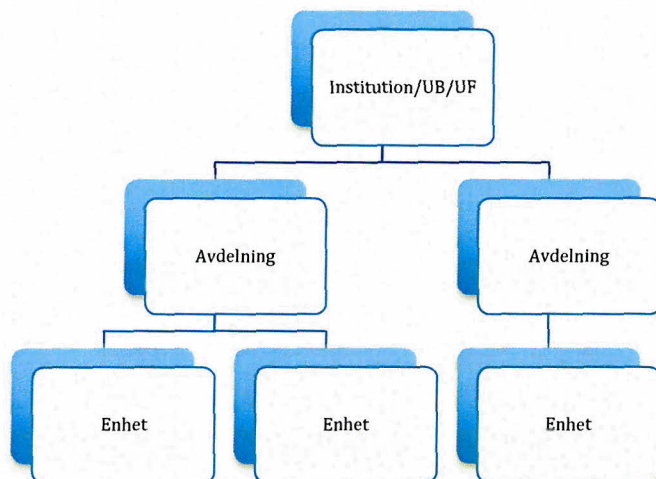 Institution/UB/UF
Avdelning
Avdelning
Enhet
Enhet
Enhet